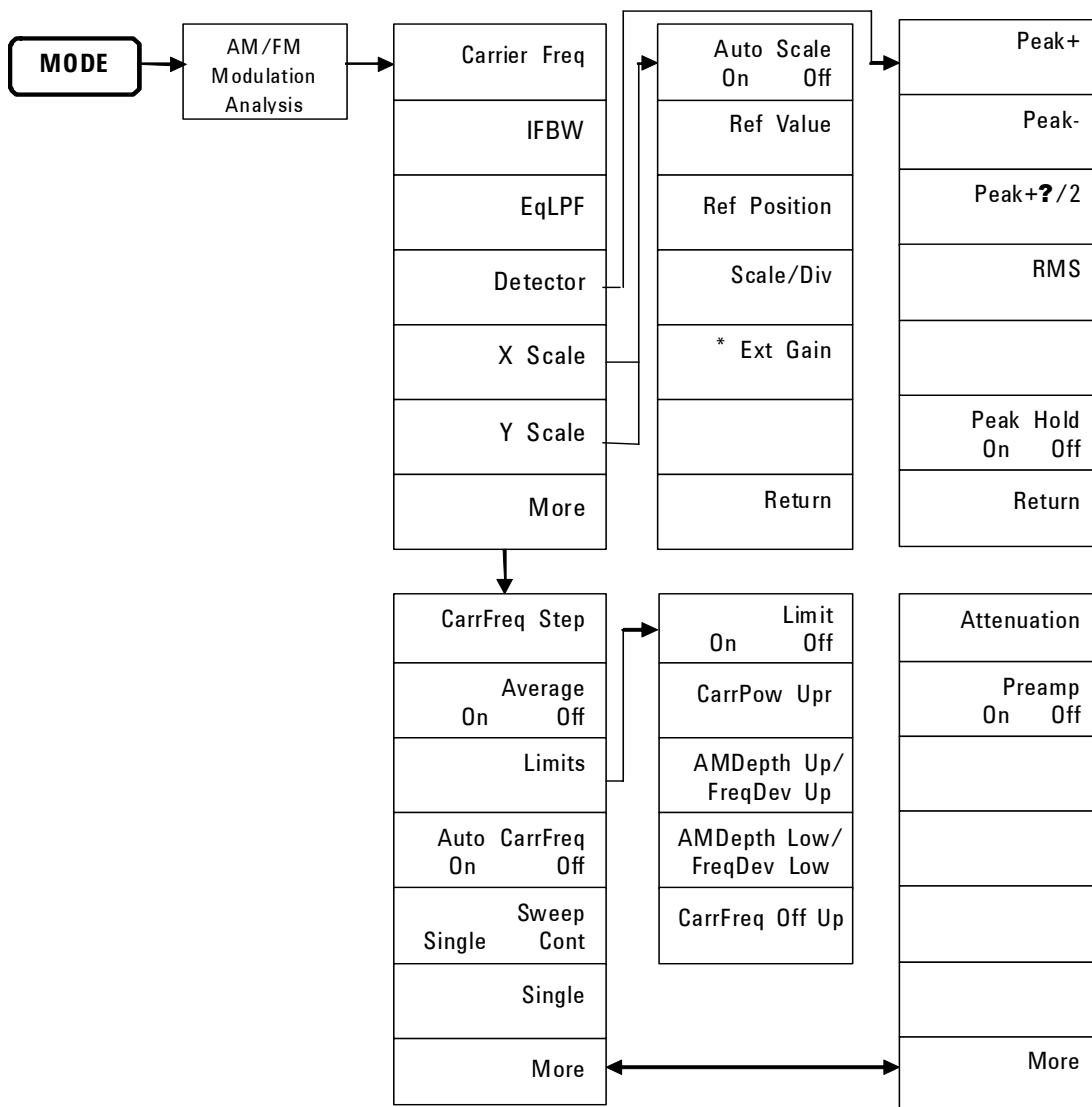 MODE
AM/FM
Modulation
Analysis
Carrier Freq
IFBW
EqLPF
Detector
X Scale
Y Scale
More
Auto Scale
On Off
Ref Value
Ref Position
Scale/Div
* Ext Gain
Return
Peak+
Peak-
Peak+?/2
RMS
Peak Hold
On Off
Return
CarrFreq Step
Average
On Off
Limits
Auto CarrFreq
On Off
Sweep
Single Cont
Single
More
Limit
On Off
CarrPow Upr
AMDepth Up/
FreqDev Up
AMDepth Low/
FreqDev Low
CarrFreq Off Up
Attenuation
Preamp
On Off
More